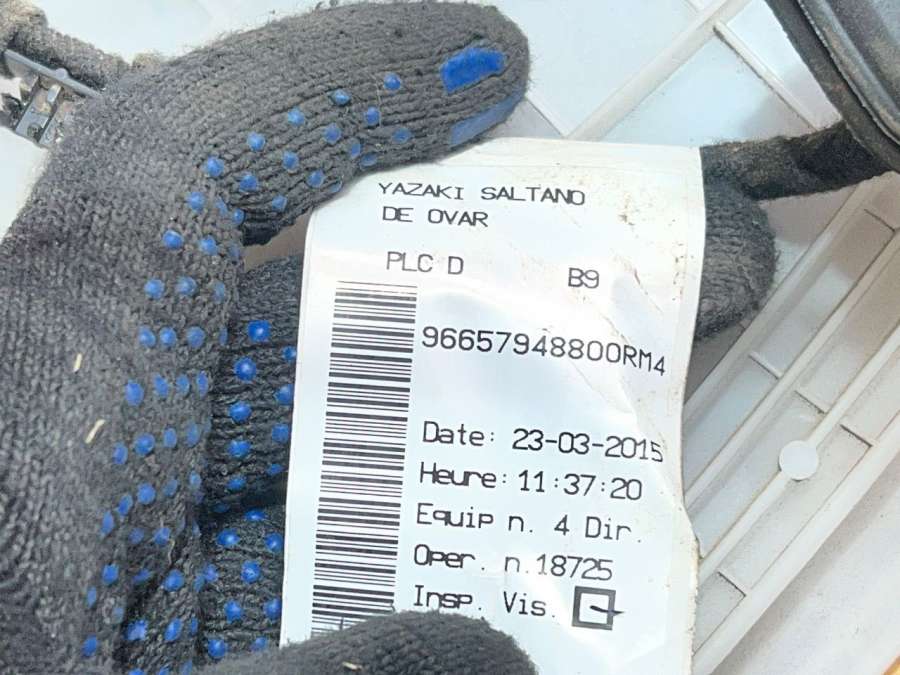 YAZAKI SALTANO
DE OVAR
PLC D B9
96657948800RM4
Date: 23-03-2015
Heure: 11:37:20
Equip n. 4 Dir.
Oper. n.18725
Insp. Vis.